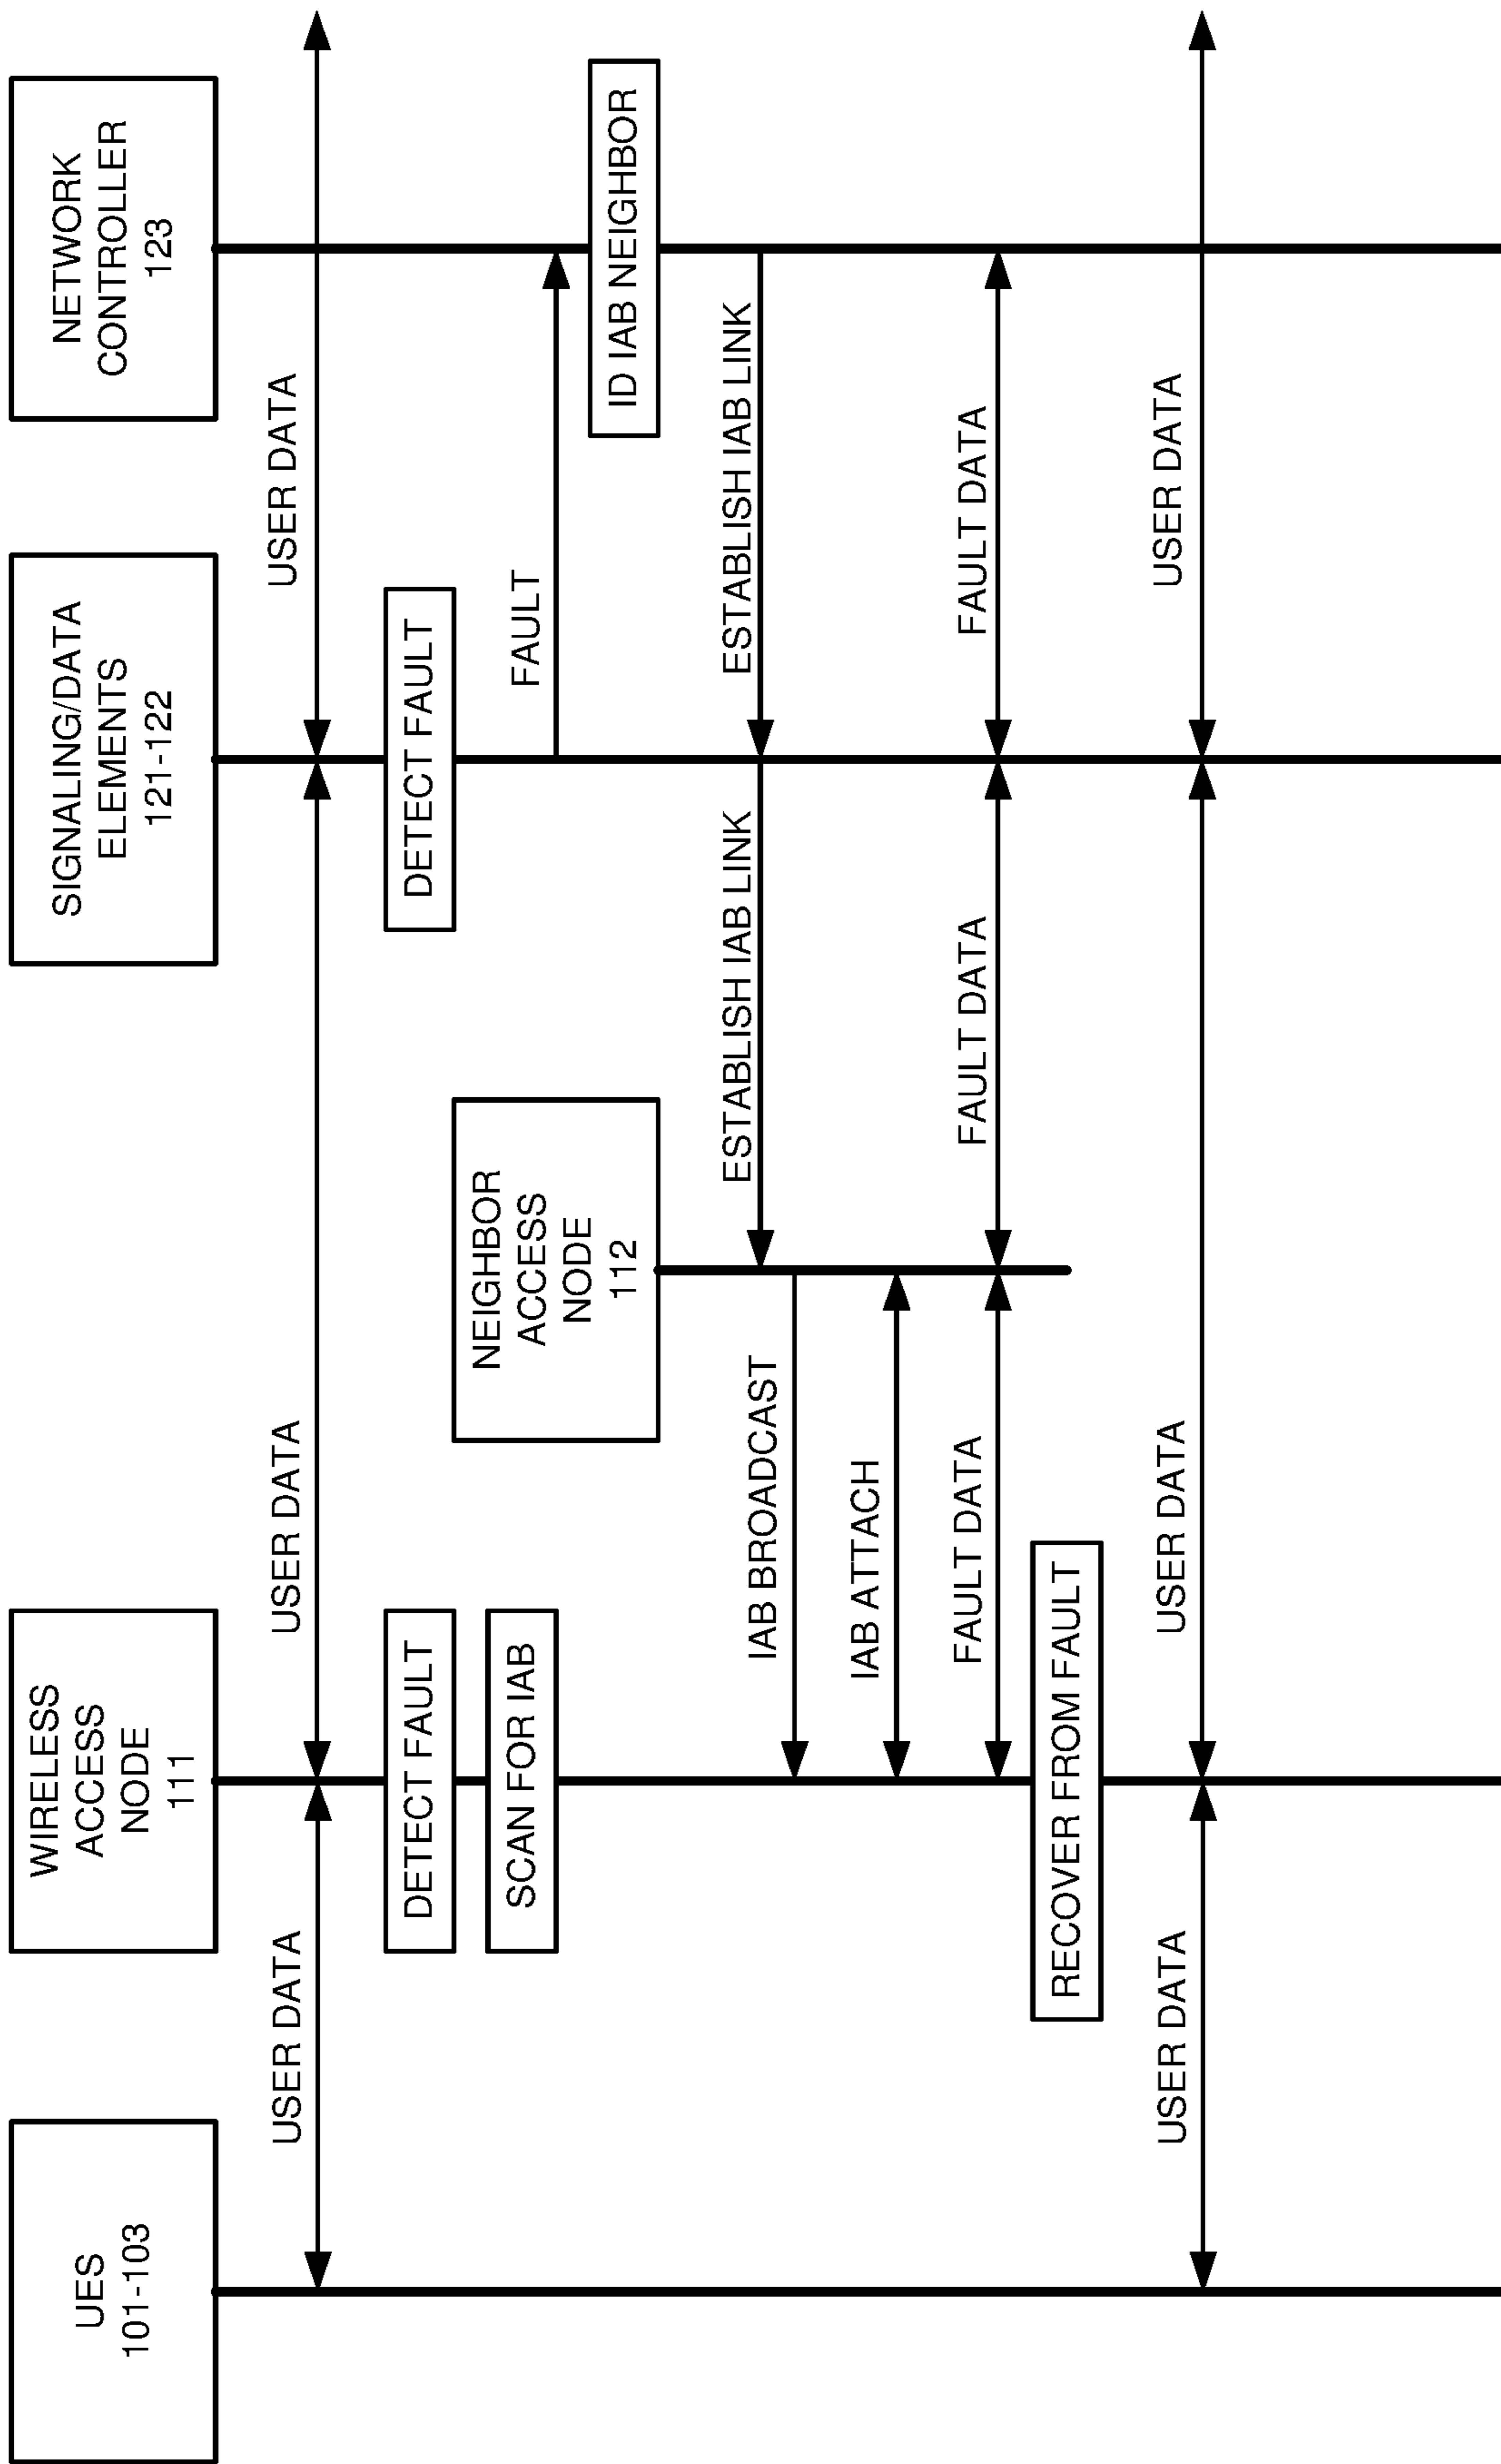 UES
101-103
WIRELESS
ACCESS
NODE
111
SIGNALING/DATA
ELEMENTS
121-122
NETWORK
CONTROLLER
123
USER DATA
USER DATA
USER DATA
DETECT FAULT
DETECT FAULT
NEIGHBOR
ACCESS
NODE
112
SCAN FOR IAB
FAULT
ID IAB NEIGHBOR
ESTABLISH IAB LINK
ESTABLISH IAB LINK
IAB BROADCAST
IAB ATTACH
FAULT DATA
FAULT DATA
FAULT DATA
RECOVER FROM FAULT
USER DATA
USER DATA
USER DATA